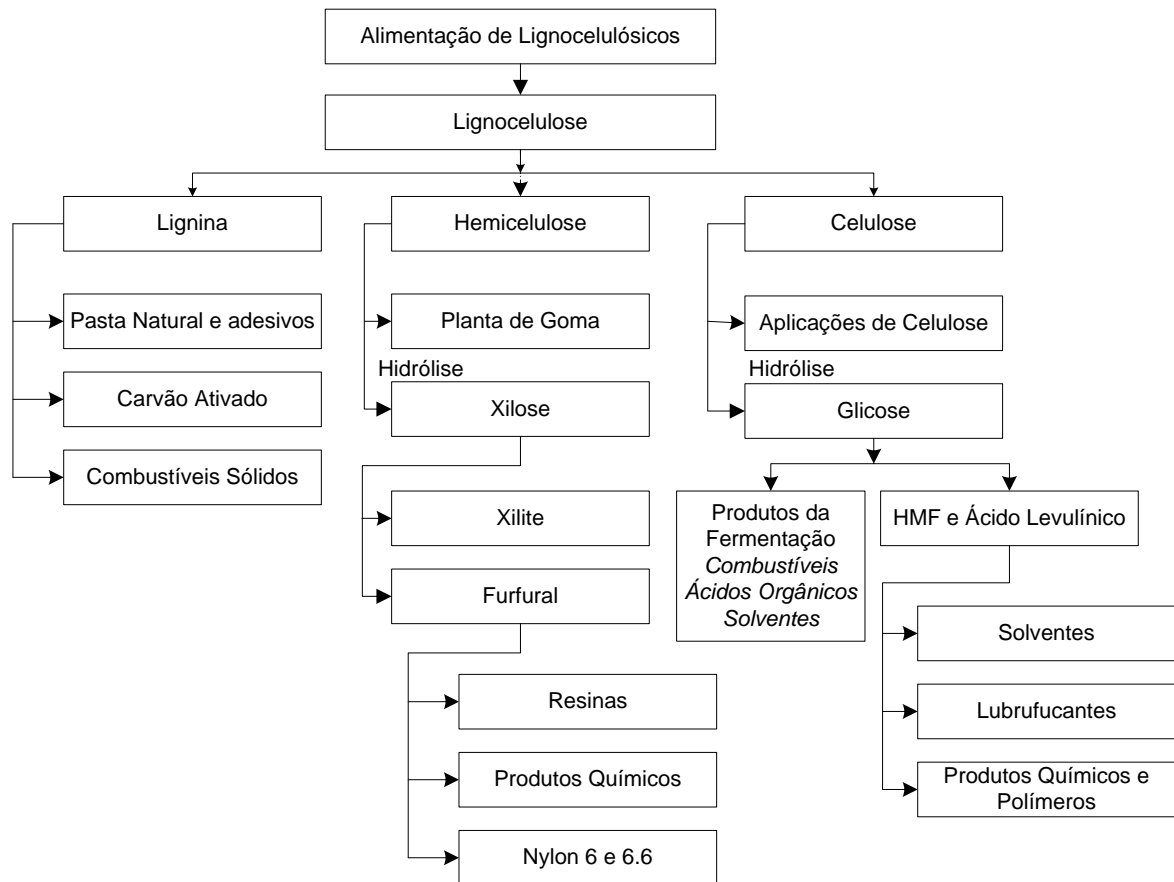 Alimentação de Lignocelulósicos
Lignocelulose
Lignina
Hemicelulose
Celulose
Pasta Natural e adesivos
Planta de Goma
Aplicações de Celulose
Hidrólise
Hidrólise
Carvão Ativado
Xilose
Glicose
Combustíveis Sólidos
Xilite
Produtos da
Fermentação
Combustíveis
Ácidos Orgânicos
Solventes
HMF e Ácido Levulínico
Furfural
Solventes
Resinas
Lubrufucantes
Produtos Químicos
Produtos Químicos e
Polímeros
Nylon 6 e 6.6